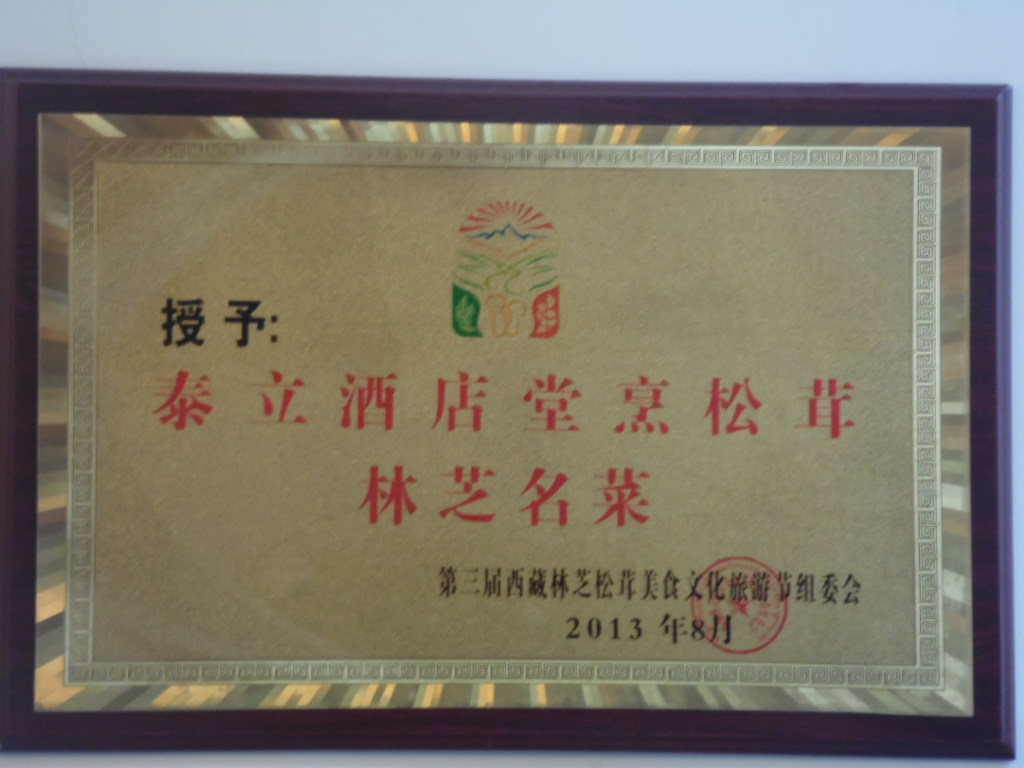 授予:
泰立酒店堂烹松茸
林芝名菜
第三届西藏林芝松茸美食文化旅游节组委会
2013 年8月